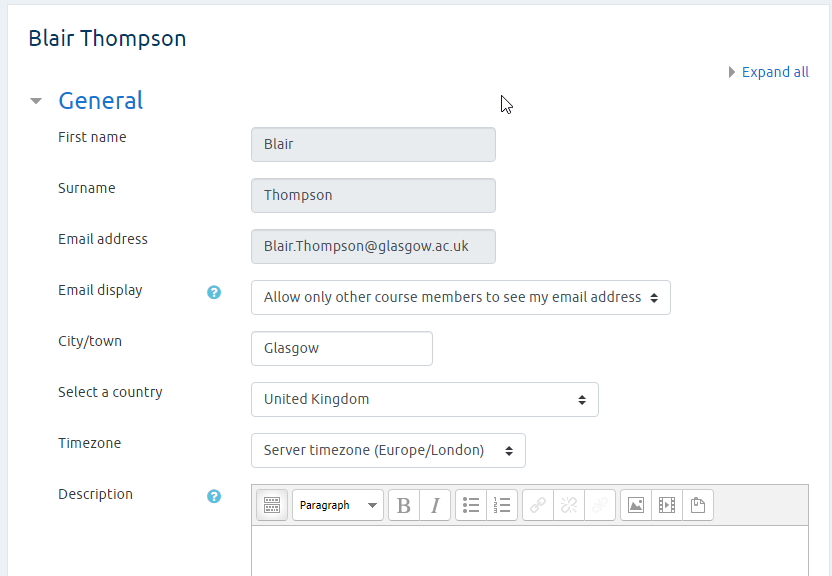 Blair Thompson
Expand all
General
First name Blair
Surname Thompson
Email address Blair.Thompson@glasgow.ac.uk
Email display ? Allow only other course members to see my email address
City/town Glasgow
Select a country United Kingdom
Timezone Server timezone (Europe/London)
Description ? Paragraph B I